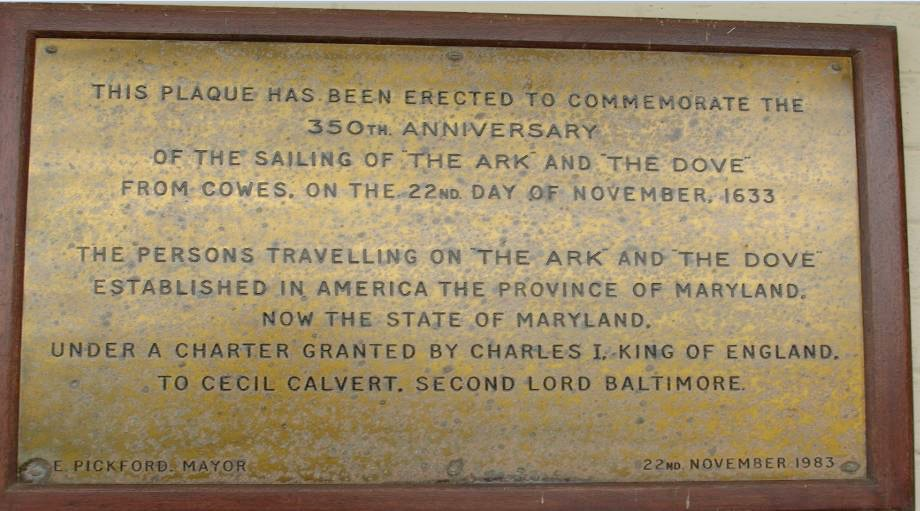 THIS PLAQUE HAS BEEN ERECTED TO COMMEMORATE THE
350TH. ANNIVERSARY
OF THE SAILING OF "THE ARK" AND "THE DOVE"
FROM COWES. ON THE 22ND. DAY OF NOVEMBER. 1633
THE PERSONS TRAVELLING ON "THE ARK" AND "THE DOVE"
ESTABLISHED IN AMERICA THE PROVINCE OF MARYLAND.
NOW THE STATE OF MARYLAND.
UNDER A CHARTER GRANTED BY CHARLES I. KING OF ENGLAND.
TO CECIL CALVERT. SECOND LORD BALTIMORE.
E. PICKFORD. MAYOR
22ND. NOVEMBER 1983